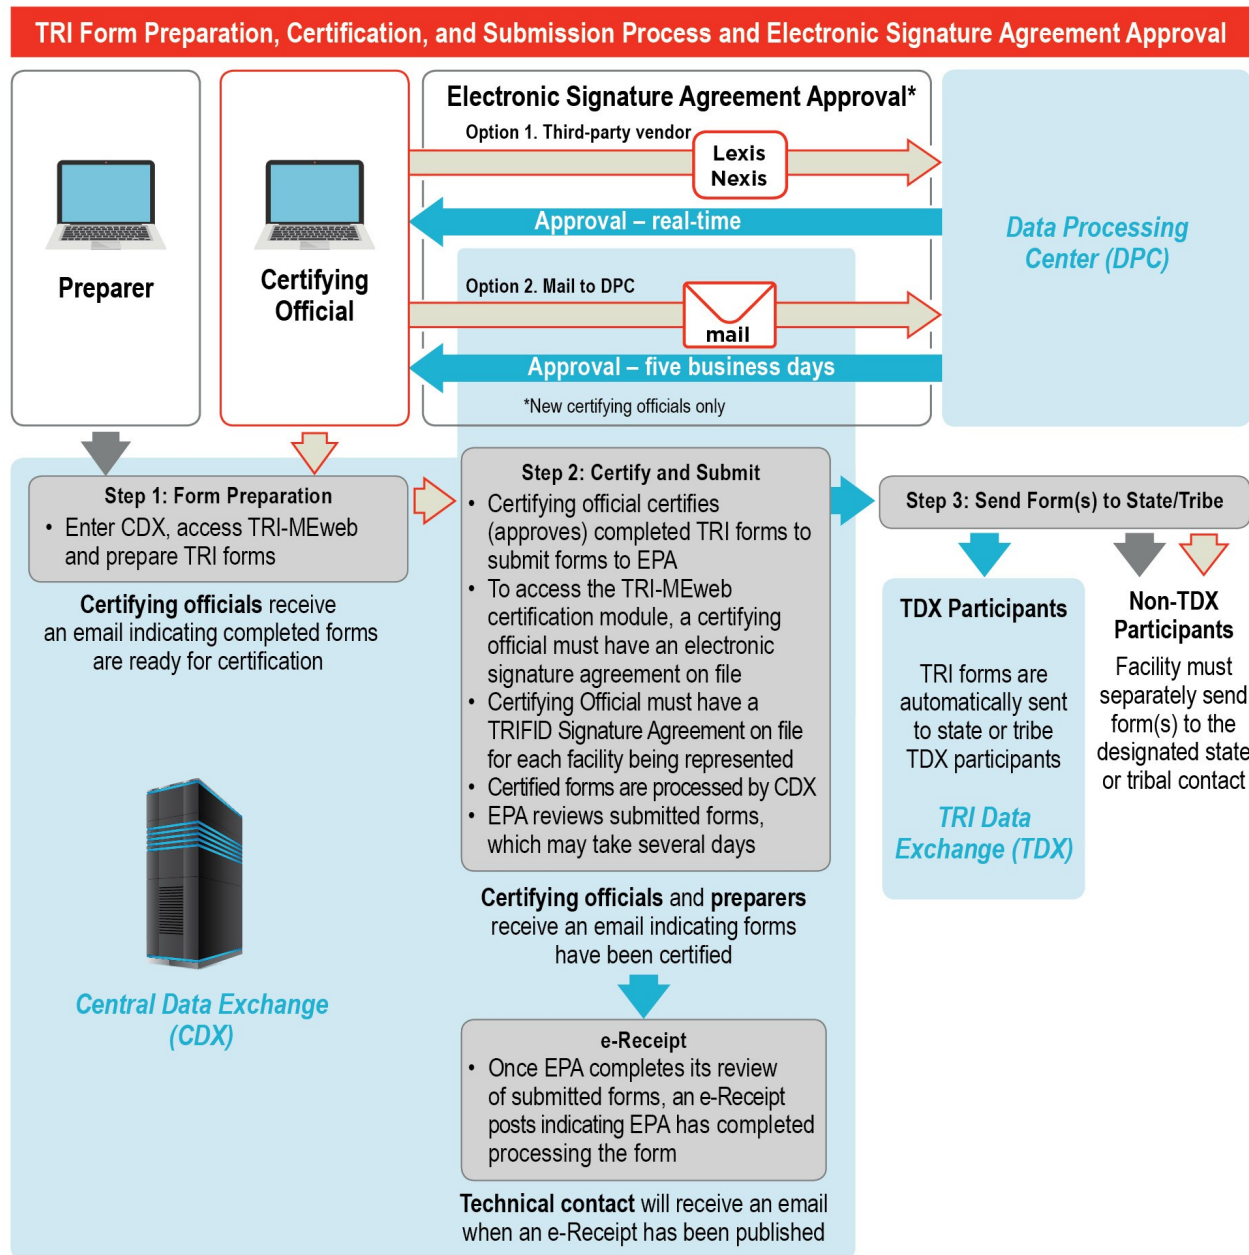 TRI Form Preparation, Certification, and Submission Process and Electronic Signature Agreement Approval
Preparer
Certifying
Official
Electronic Signature Agreement Approval*
Option 1. Third-party vendor
Lexis
Nexis
Approval – real-time
Option 2. Mail to DPC
mail
Approval – five business days
*New certifying officials only
Data Processing
Center (DPC)
Step 1: Form Preparation
• Enter CDX, access TRI-MEweb
and prepare TRI forms
Certifying officials receive
an email indicating completed forms
are ready for certification
Central Data Exchange
(CDX)
Step 2: Certify and Submit
• Certifying official certifies
(approves) completed TRI forms to
submit forms to EPA
• To access the TRI-MEweb
certification module, a certifying
official must have an electronic
signature agreement on file
• Certifying Official must have a
TRIFID Signature Agreement on file
for each facility being represented
• Certified forms are processed by CDX
• EPA reviews submitted forms,
which may take several days
Certifying officials and preparers
receive an email indicating forms
have been certified
e-Receipt
• Once EPA completes its review
of submitted forms, an e-Receipt
posts indicating EPA has completed
processing the form
Technical contact will receive an email
when an e-Receipt has been published
Step 3: Send Form(s) to State/Tribe
TDX Participants
TRI forms are
automatically sent
to state or tribe
TDX participants
TRI Data
Exchange (TDX)
Non-TDX
Participants
Facility must
separately send
form(s) to the
designated state
or tribal contact